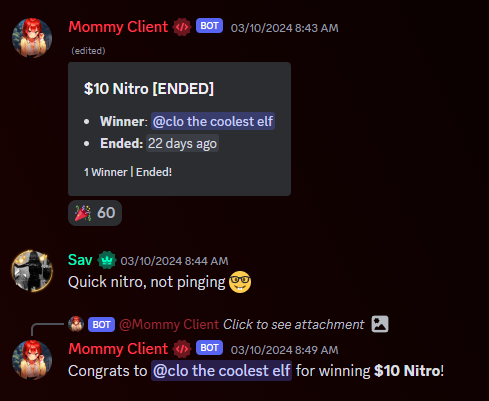 Mommy Client BOT 03/10/2024 8:43 AM
(edited)
$10 Nitro [ENDED]
• Winner: @clo the coolest elf
• Ended: 22 days ago
1 Winner | Ended!
🎉 60
Sav 03/10/2024 8:44 AM
Quick nitro, not pinging 🤓
BOT @Mommy Client Click to see attachment
Mommy Client BOT 03/10/2024 8:49 AM
Congrats to @clo the coolest elf for winning $10 Nitro!